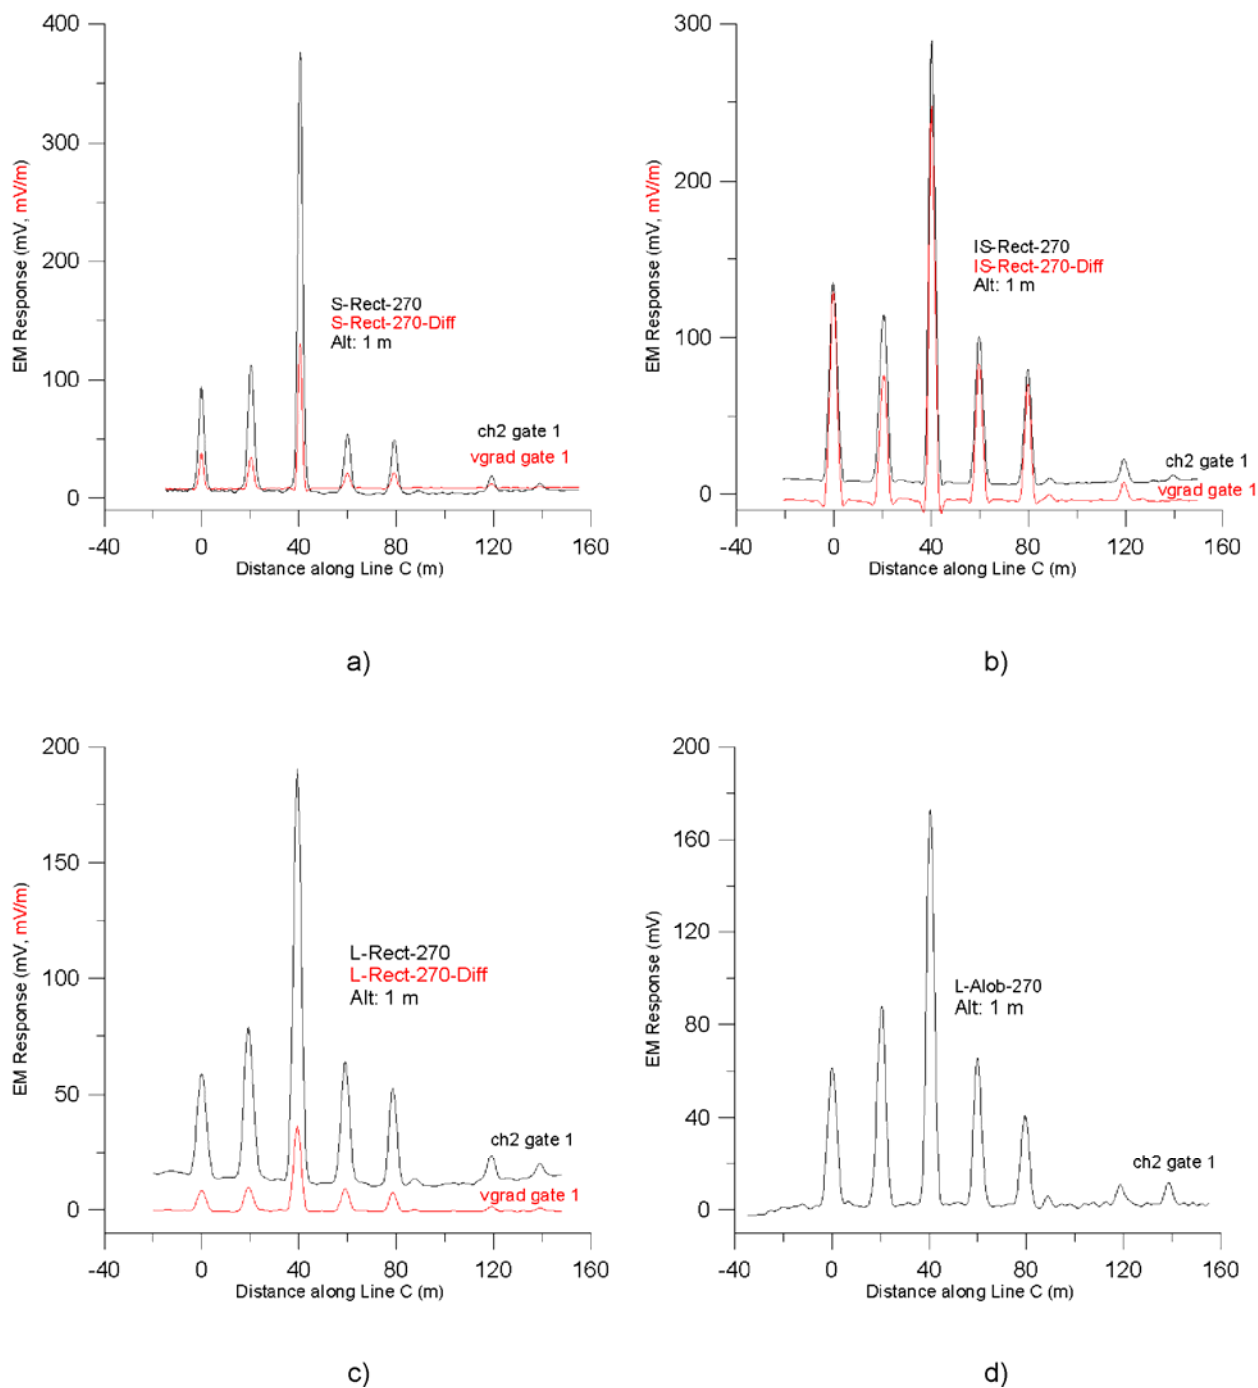 400
300
200
100
0
EM Response (mV, mV/m)
S-Rect-270
S-Rect-270-Diff
Alt: 1 m
ch2 gate 1
vgrad gate 1
-40
0
40
80
120
160
Distance along Line C (m)
a)
300
200
100
0
EM Response (mV, mV/m)
IS-Rect-270
IS-Rect-270-Diff
Alt: 1 m
ch2 gate 1
vgrad gate 1
-40
0
40
80
120
160
Distance along Line C (m)
b)
200
150
100
50
0
EM Response (mV, mV/m)
L-Rect-270
L-Rect-270-Diff
Alt: 1 m
ch2 gate 1
vgrad gate 1
-40
0
40
80
120
160
Distance along Line C (m)
c)
200
160
120
80
40
0
EM Response (mV)
L-Alob-270
Alt: 1 m
ch2 gate 1
-40
0
40
80
120
160
Distance along Line C (m)
d)